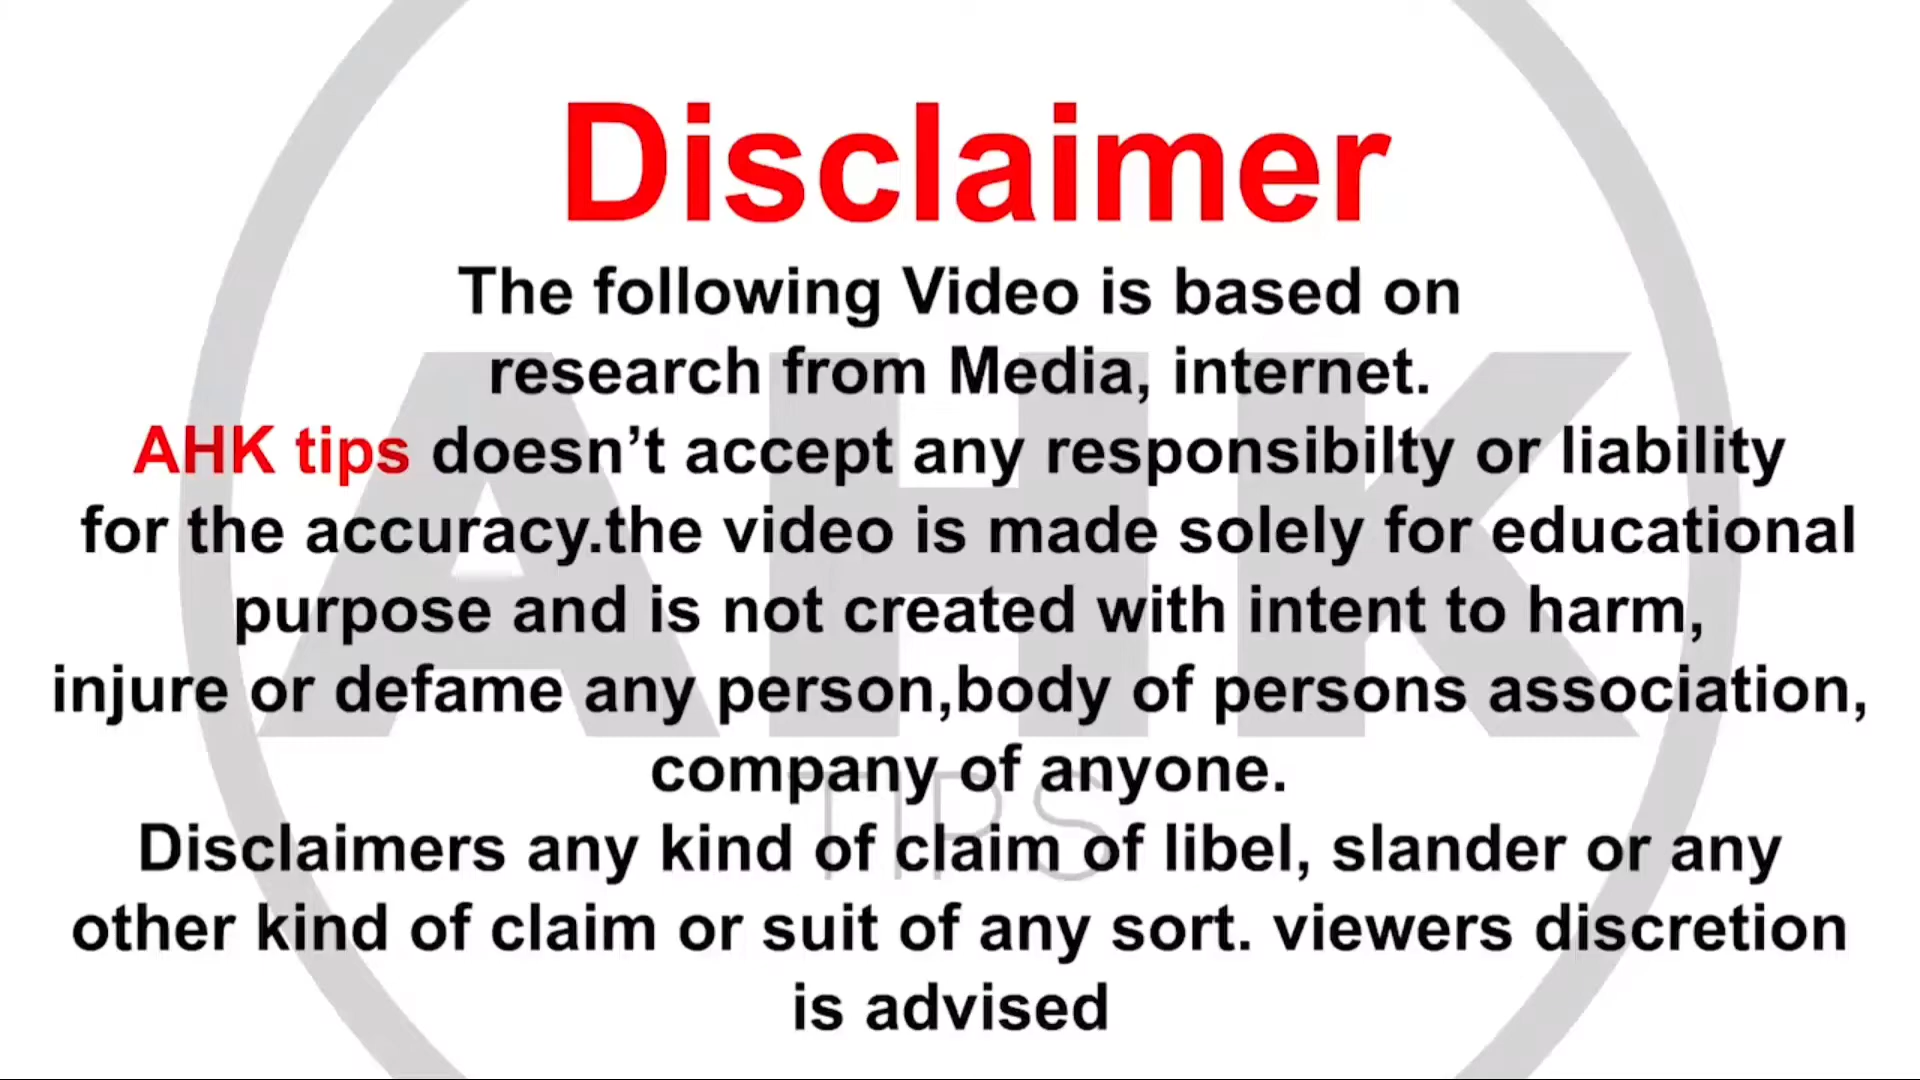 Disclaimer
The following Video is based on
research from Media, internet.
AHK tips doesn’t accept any responsibilty or liability
for the accuracy.the video is made solely for educational
purpose and is not created with intent to harm,
injure or defame any person,body of persons association,
company of anyone.
Disclaimers any kind of claim of libel, slander or any
other kind of claim or suit of any sort. viewers discretion
is advised
AHK
TIPS